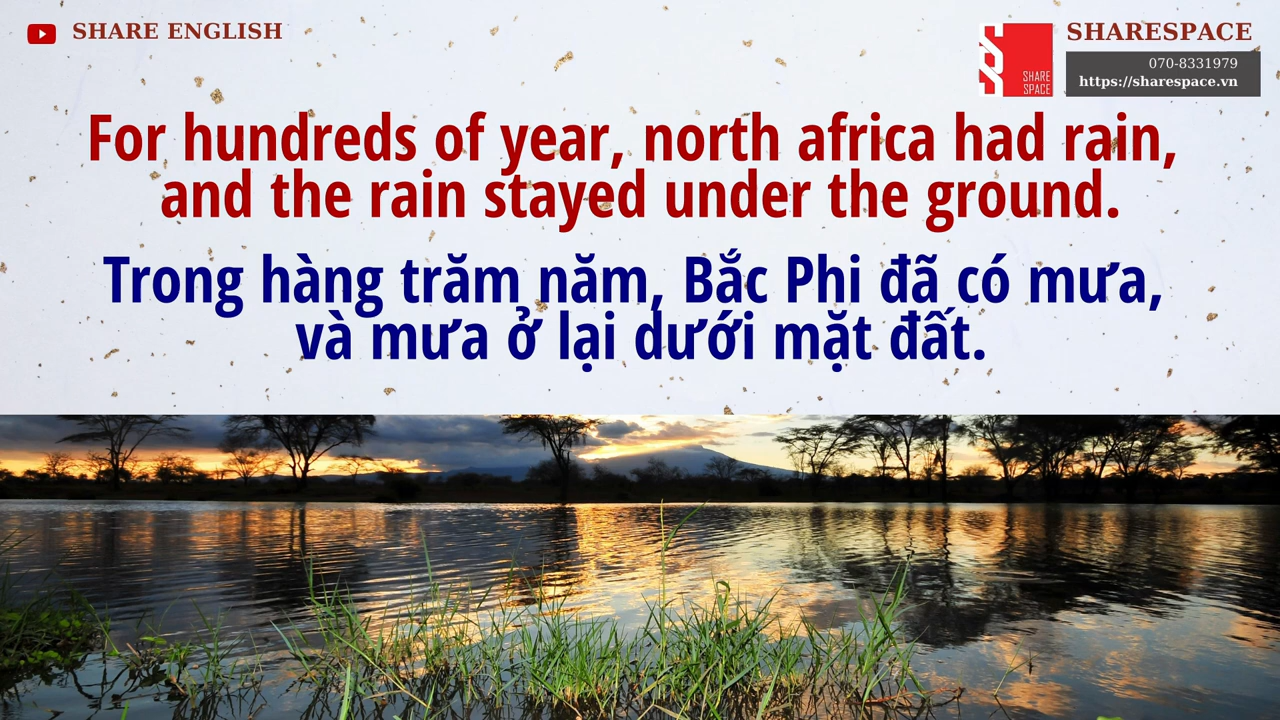 SHARE ENGLISH
SHARESPACE
SHARE
SPACE
070-8331979
https://sharespace.vn
For hundreds of year, north africa had rain,
and the rain stayed under the ground.
Trong hàng trăm năm, Bắc Phi đã có mưa,
và mưa ở lại dưới mặt đất.